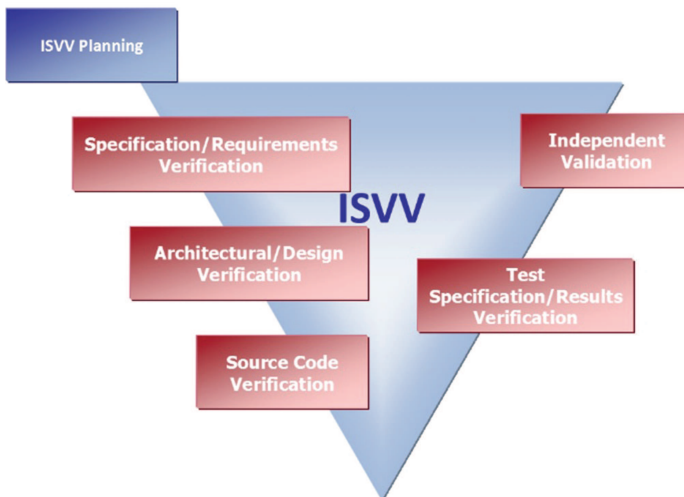 ISVV Planning
Specification/Requirements
Verification
Independent
Validation
ISVV
Architectural/Design
Verification
Test
Specification/Results
Verification
Source Code
Verification